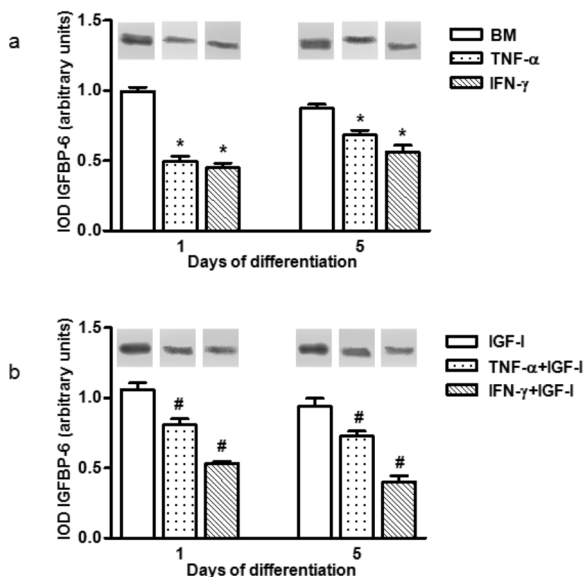 a
IOD IGFBP-6 (arbitrary units)
1.5
1.0
0.5
0.0
* *
* *
1 5
Days of differentiation
BM
TNF-α
IFN-γ
b
IOD IGFBP-6 (arbitrary units)
1.5
1.0
0.5
0.0
# #
# #
1 5
Days of differentiation
IGF-I
TNF-α+IGF-I
IFN-γ+IGF-I